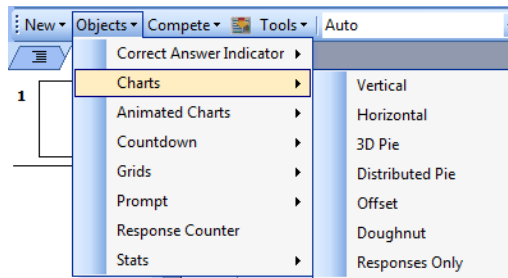 New Objects Compete Tools Auto
Correct Answer Indicator
1
Charts
Animated Charts
Countdown
Grids
Prompt
Response Counter
Stats
Vertical
Horizontal
3D Pie
Distributed Pie
Offset
Doughnut
Responses Only